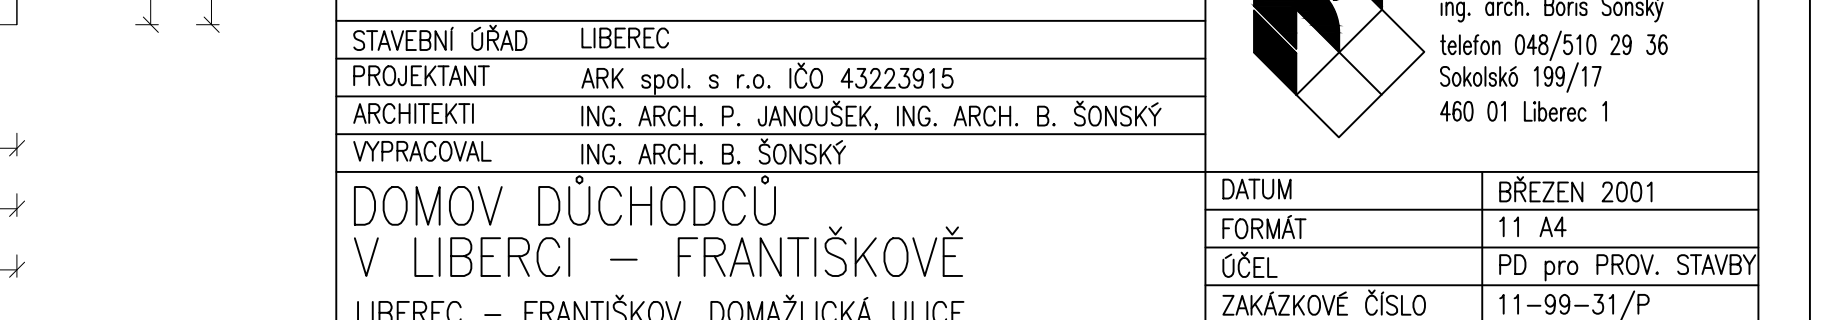 STAVEBNÍ ÚŘAD LIBEREC
PROJEKTANT ARK spol. s r.o. IČO 43223915
ARCHITEKTI ING. ARCH. P. JANOUŠEK, ING. ARCH. B. ŠONSKÝ
VYPRACOVAL ING. ARCH. B. ŠONSKÝ
DOMOV DŮCHODCŮ
V LIBERCI – FRANTIŠKOVĚ
LIBEREC – FRANTIŠKOV, DOMAŽLICKÁ ULICE
ing. arch. Boris Šonský
telefon 048/510 29 36
Sokolskó 199/17
460 01 Liberec 1
DATUM BŘEZEN 2001
FORMÁT 11 A4
ÚČEL PD pro PROV. STAVBY
ZAKÁZKOVÉ ČÍSLO 11-99-31/P